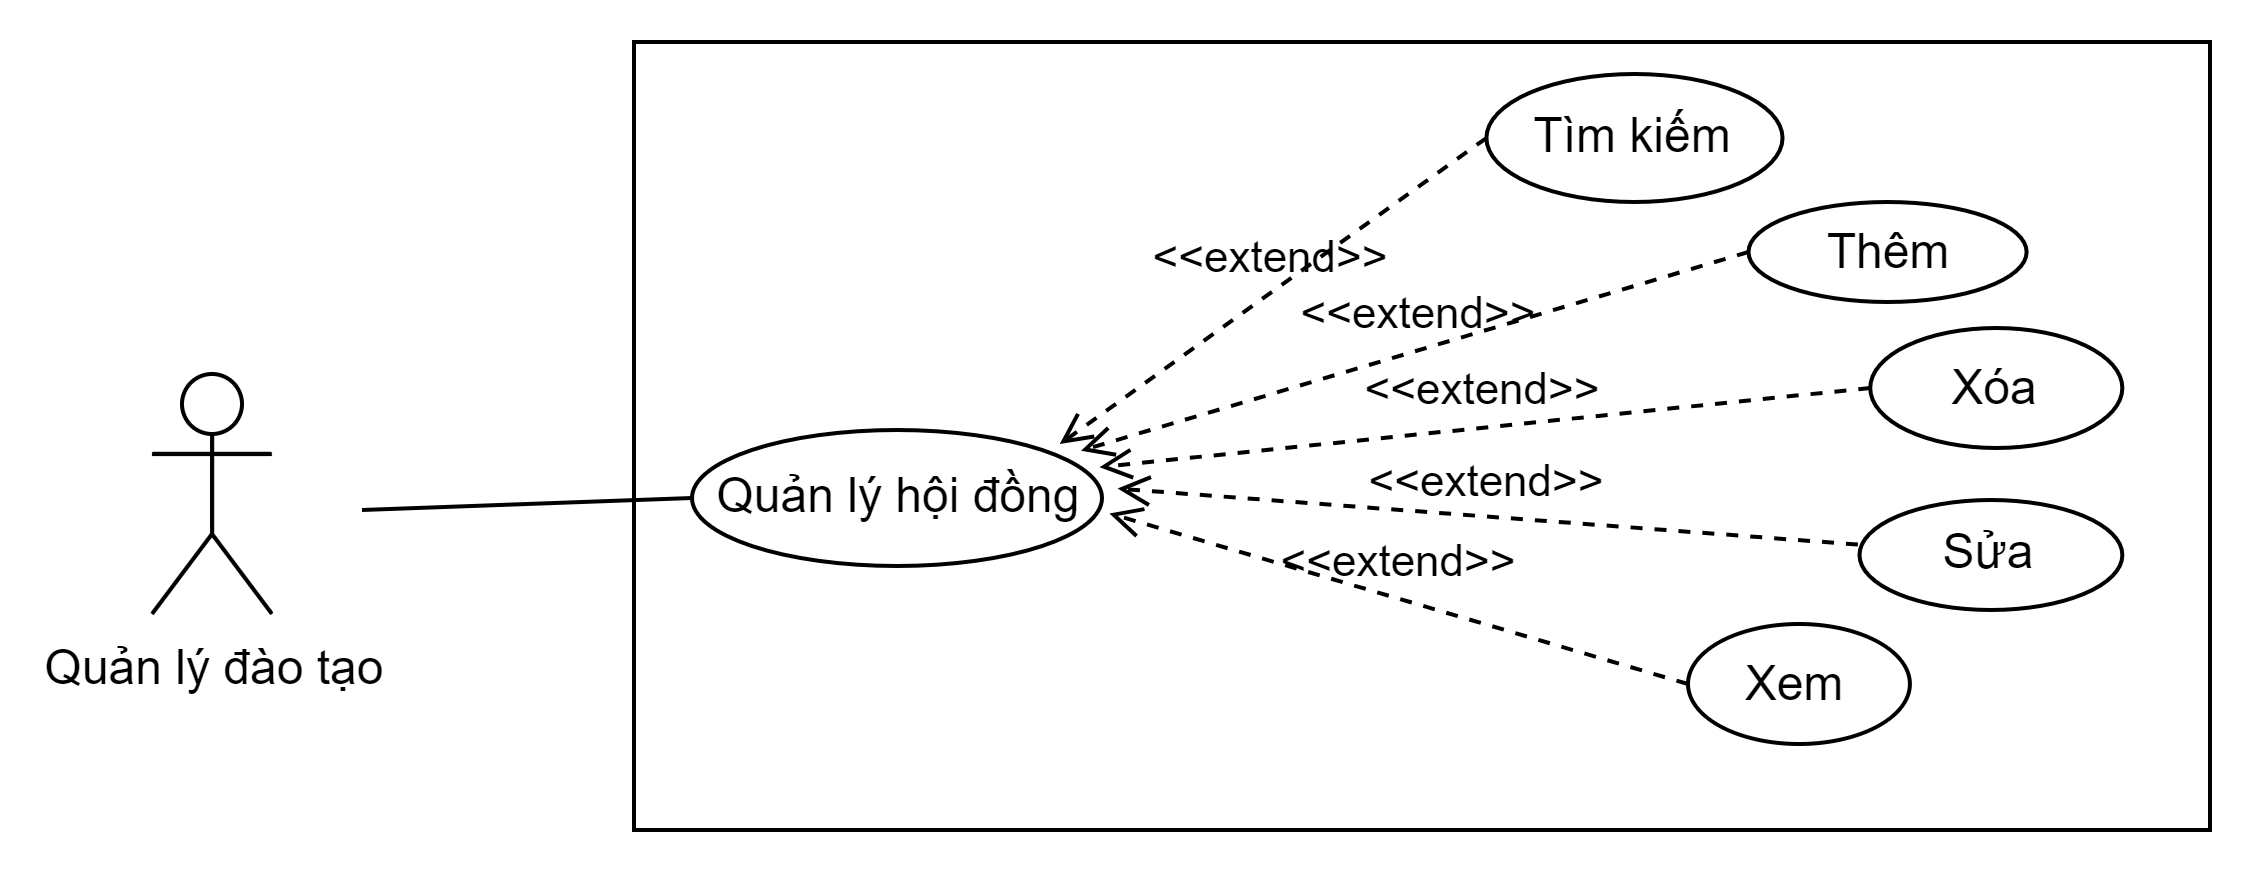 Tìm kiếm
<<extend>>
Thêm
<<extend>>
Xóa
<<extend>>
Quản lý hội đồng
<<extend>>
Sửa
<<extend>>
Xem
Quản lý đào tạo